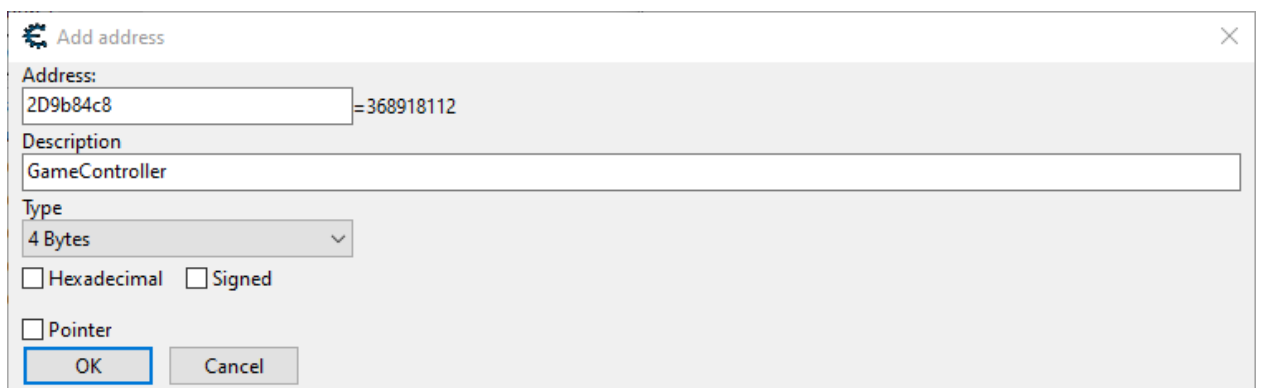 Add address
Address:
2D9b84c8 =368918112
Description
GameController
Type
4 Bytes
Hexadecimal Signed
Pointer
OK Cancel